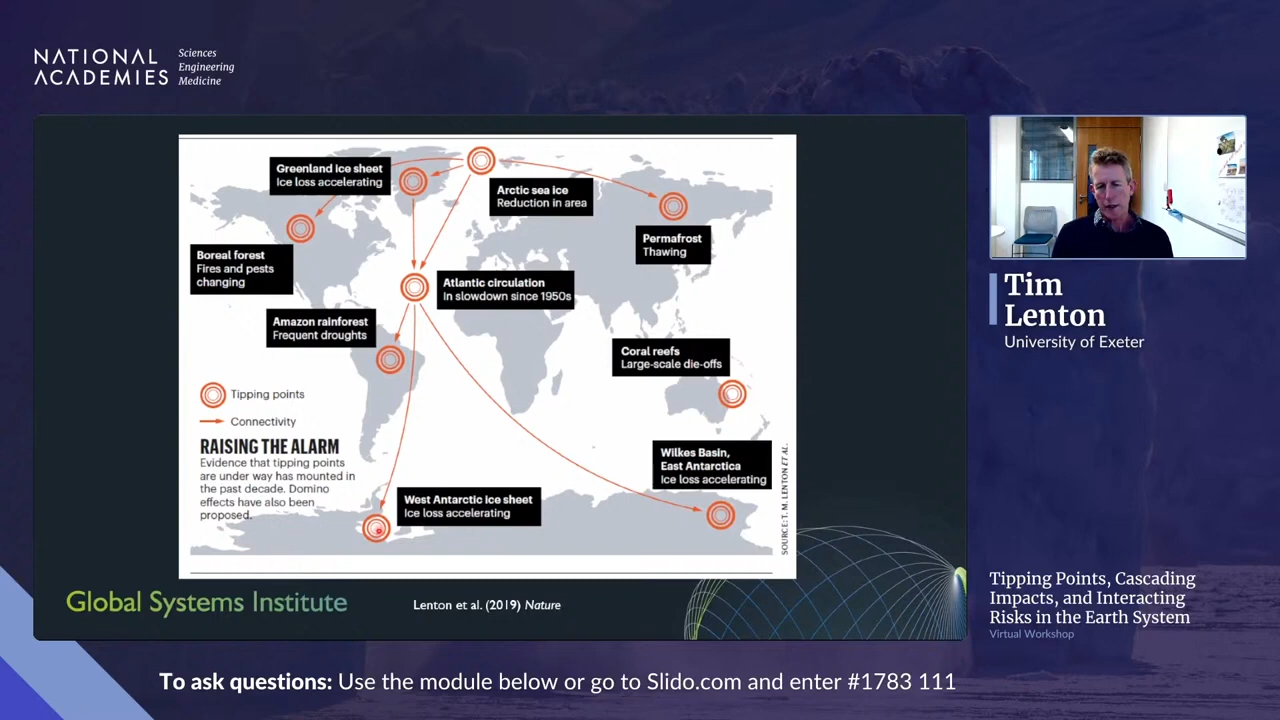 NATIONAL
ACADEMIES
Sciences
Engineering
Medicine
Greenland ice sheet
Ice loss accelerating
Arctic sea ice
Reduction in area
Permafrost
Thawing
Boreal forest
Fires and pests
changing
Atlantic circulation
In slowdown since 1950s
Amazon rainforest
Frequent droughts
Coral reefs
Large-scale die-offs
Tipping points
Connectivity
RAISING THE ALARM
Evidence that tipping points
are under way has mounted in
the past decade. Domino
effects have also been
proposed.
Wilkes Basin,
East Antarctica
Ice loss accelerating
West Antarctic ice sheet
Ice loss accelerating
SOURCE: T. M. LENTON ET AL.
Global Systems Institute
Lenton et al. (2019) Nature
Tim
Lenton
University of Exeter
Tipping Points, Cascading
Impacts, and Interacting
Risks in the Earth System
Virtual Workshop
To ask questions: Use the module below or go to Slido.com and enter #1783 111